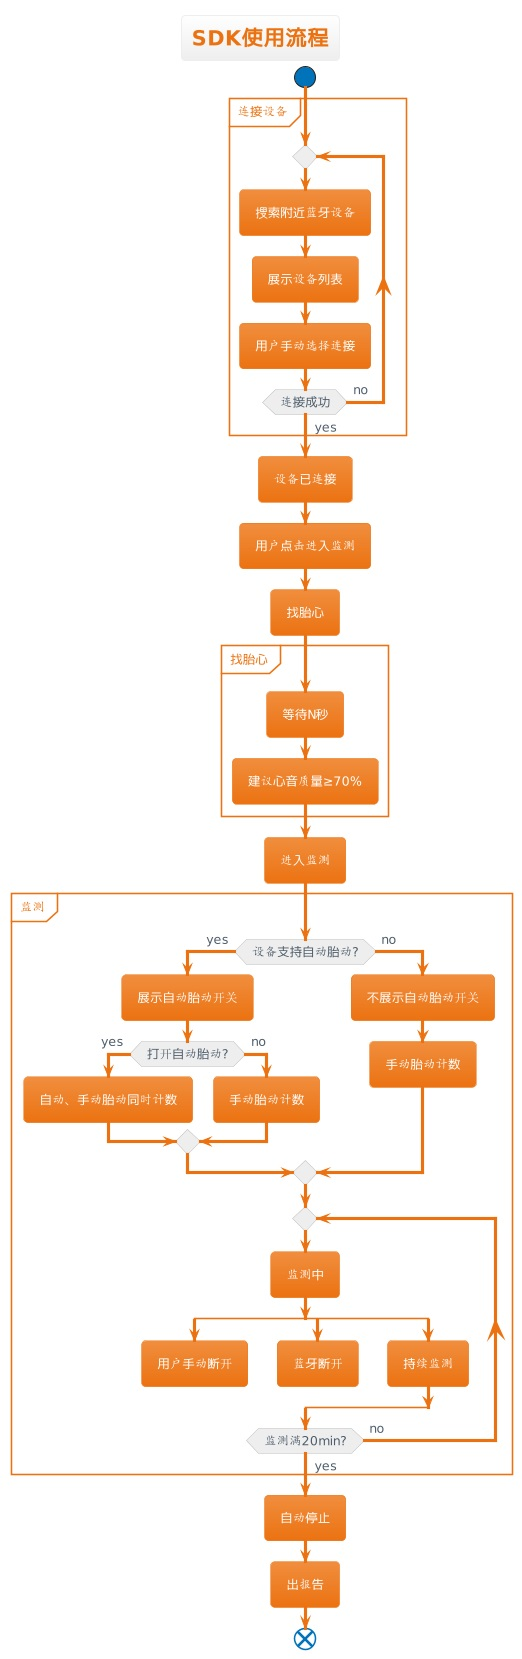 SDK使用流程
连接设备
搜索附近蓝牙设备
展示设备列表
用户手动选择连接
连接成功
no
yes
设备已连接
用户点击进入监测
找胎心
找胎心
等待N秒
建议心音质量≥70%
进入监测
监测
yes
设备支持自动胎动?
no
展示自动胎动开关
不展示自动胎动开关
yes
打开自动胎动?
no
手动胎动计数
自动、手动胎动同时计数
手动胎动计数
监测中
用户手动断开
蓝牙断开
持续监测
监测满20min?
no
yes
自动停止
出报告